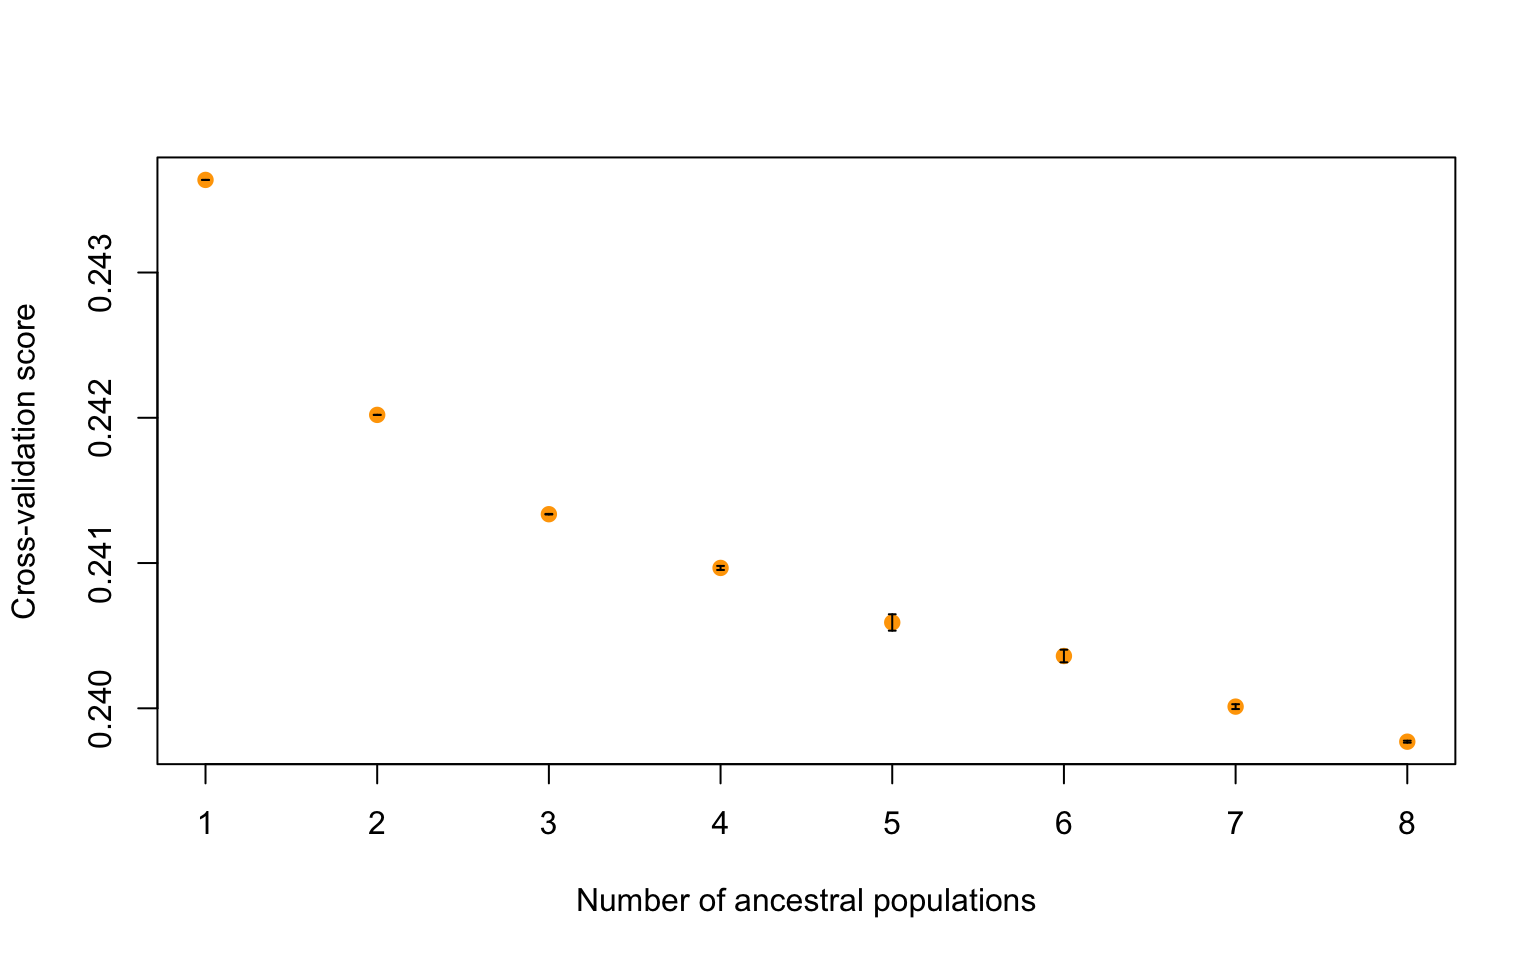 Cross-validation score
0.243
0.242
0.241
0.240
1 2 3 4 5 6 7 8
Number of ancestral populations